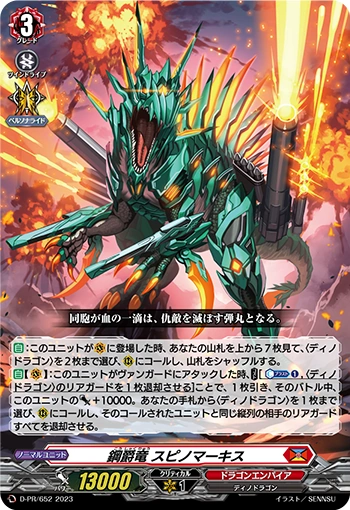 3
グレード
ツインドライブ
ペルソナライド
同胞が血の一滴は、仇敵を滅ぼす弾丸となる。
自:このユニットが に登場した時、あなたの山札を上から7枚見て、〈ディノ
ドラゴン〉を2枚まで選び、 にコールし、山札をシャッフルする。
自【 】:このユニットがヴァンガードにアタックした時、 【 ブラスト 1、〈ディノ
ドラゴン〉のリアガードを1枚退却させる】ことで、1枚引き、そのバトル中、
このユニットの +10000。あなたの手札から〈ディノドラゴン〉を1枚まで
選び、 にコールし、そのコールされたユニットと同じ縦列の相手のリアガード
すべてを退却させる。
ノーマルユニット
鋼爵竜 スピノマーキス
パワー 13000
クリティカル
1
ドラゴンエンパイア
ディノドラゴン
D-PR/652 2023
イラスト/ SENNSU